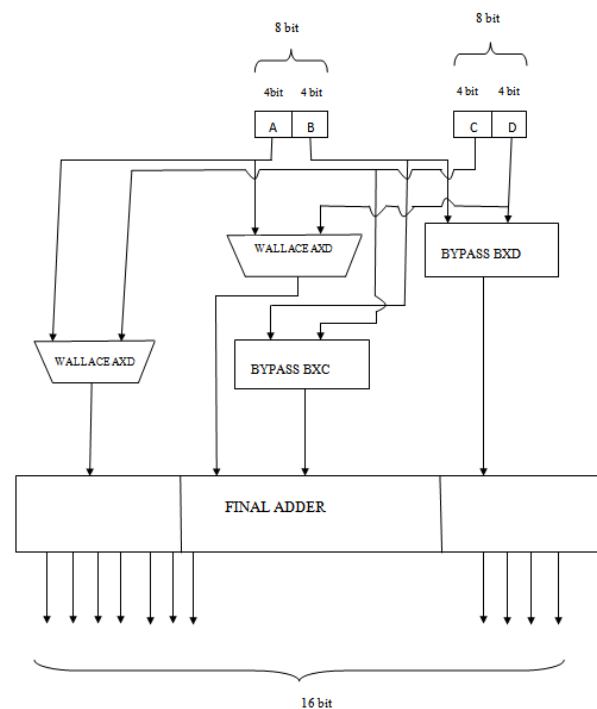 8 bit
8 bit
4bit 4 bit
4 bit 4 bit
A B
C D
WALLACE AXD
BYPASS BXD
WALLACE AXD
BYPASS BXC
FINAL ADDER
16 bit